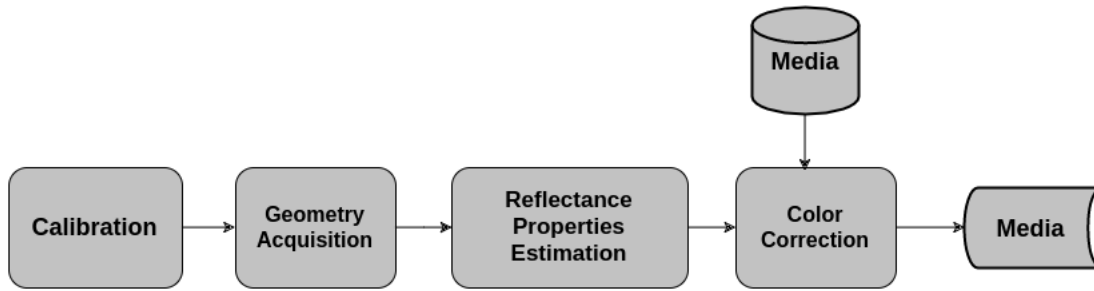 Media
Calibration
Geometry
Acquisition
Reflectance
Properties
Estimation
Color
Correction
Media